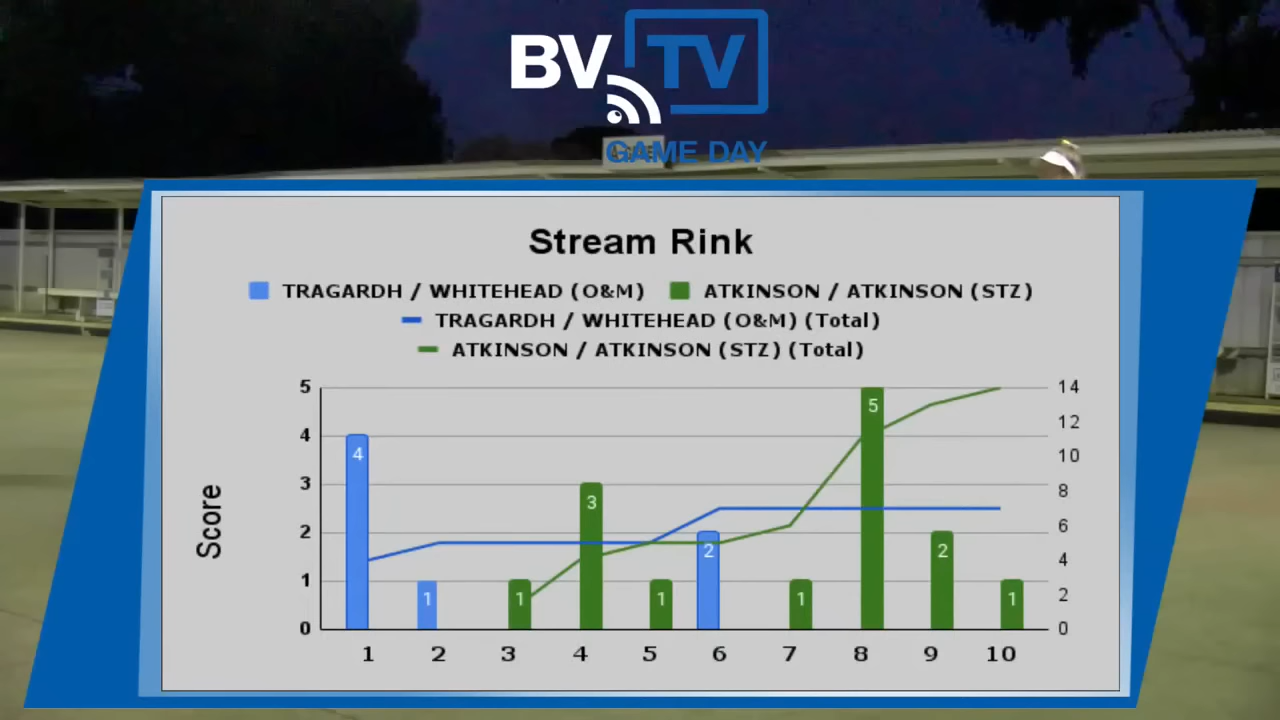 BV TV
GAME DAY
Stream Rink
TRAGARDH / WHITEHEAD (O&M) ATKINSON / ATKINSON (STZ)
TRAGARDH / WHITEHEAD (O&M) (Total)
ATKINSON / ATKINSON (STZ) (Total)
5 14
5
12
4
4
10
3
3
8
2
6
2 2
4
1
1 1 1 1 1
2
0 0
Score
1 2 3 4 5 6 7 8 9 10